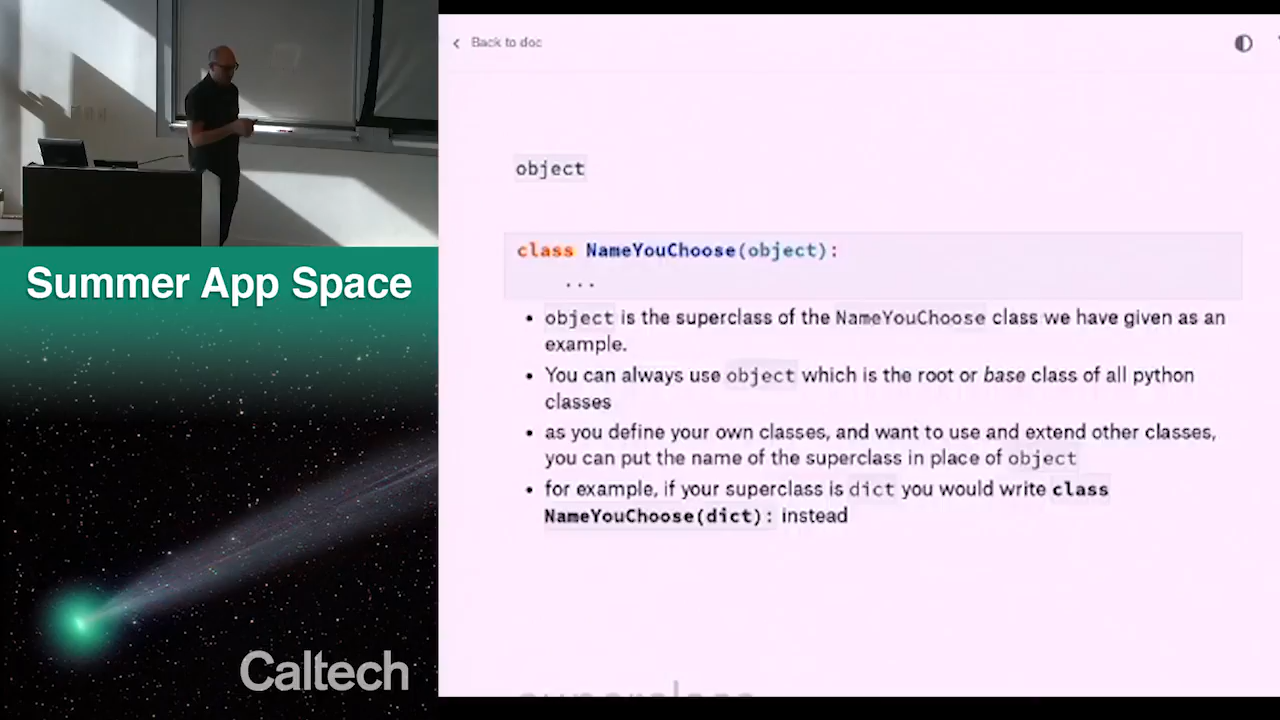 Back to doc
object
class NameYouChoose(object):
...
• object is the superclass of the NameYouChoose class we have given as an
example.
• You can always use object which is the root or base class of all python
classes
• as you define your own classes, and want to use and extend other classes,
you can put the name of the superclass in place of object
• for example, if your superclass is dict you would write class
NameYouChoose(dict): instead
Summer App Space
Caltech